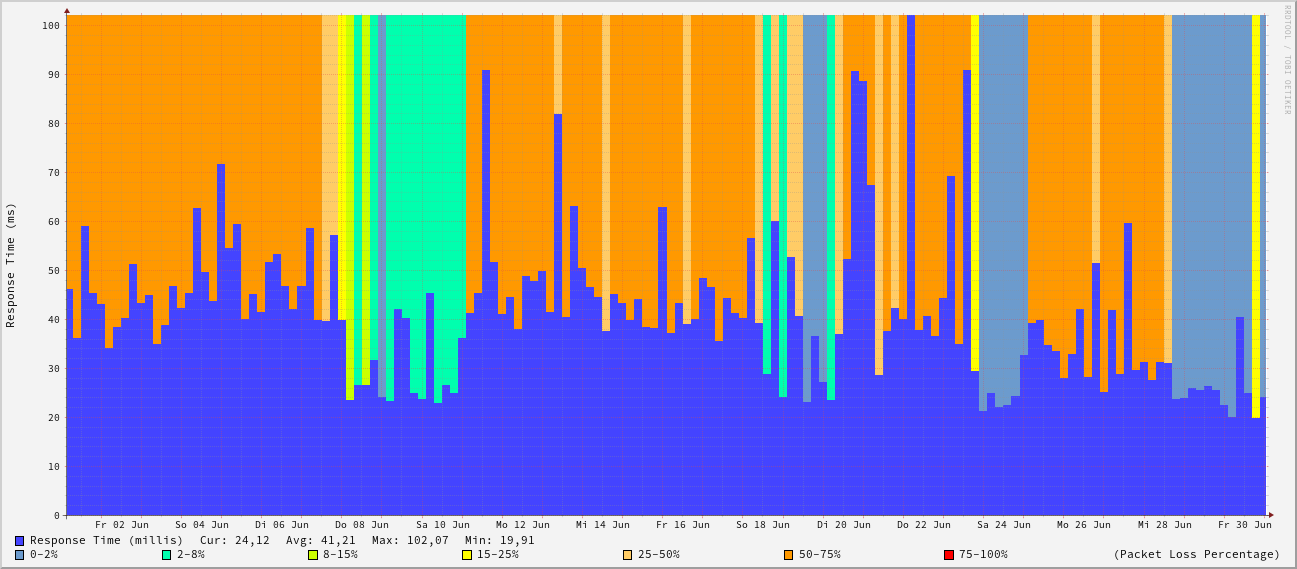 RRDTOOL / TOBI OETIKER
Response Time (ms)
100
90
80
70
60
50
40
30
20
10
0
Fr 02 Jun So 04 Jun Di 06 Jun Do 08 Jun Sa 10 Jun Mo 12 Jun Mi 14 Jun Fr 16 Jun So 18 Jun Di 20 Jun Do 22 Jun Sa 24 Jun Mo 26 Jun Mi 28 Jun Fr 30 Jun
Response Time (millis) Cur: 24,12 Avg: 41,21 Max: 102,07 Min: 19,91
0-2% 2-8% 8-15% 15-25% 25-50% 50-75% 75-100% (Packet Loss Percentage)